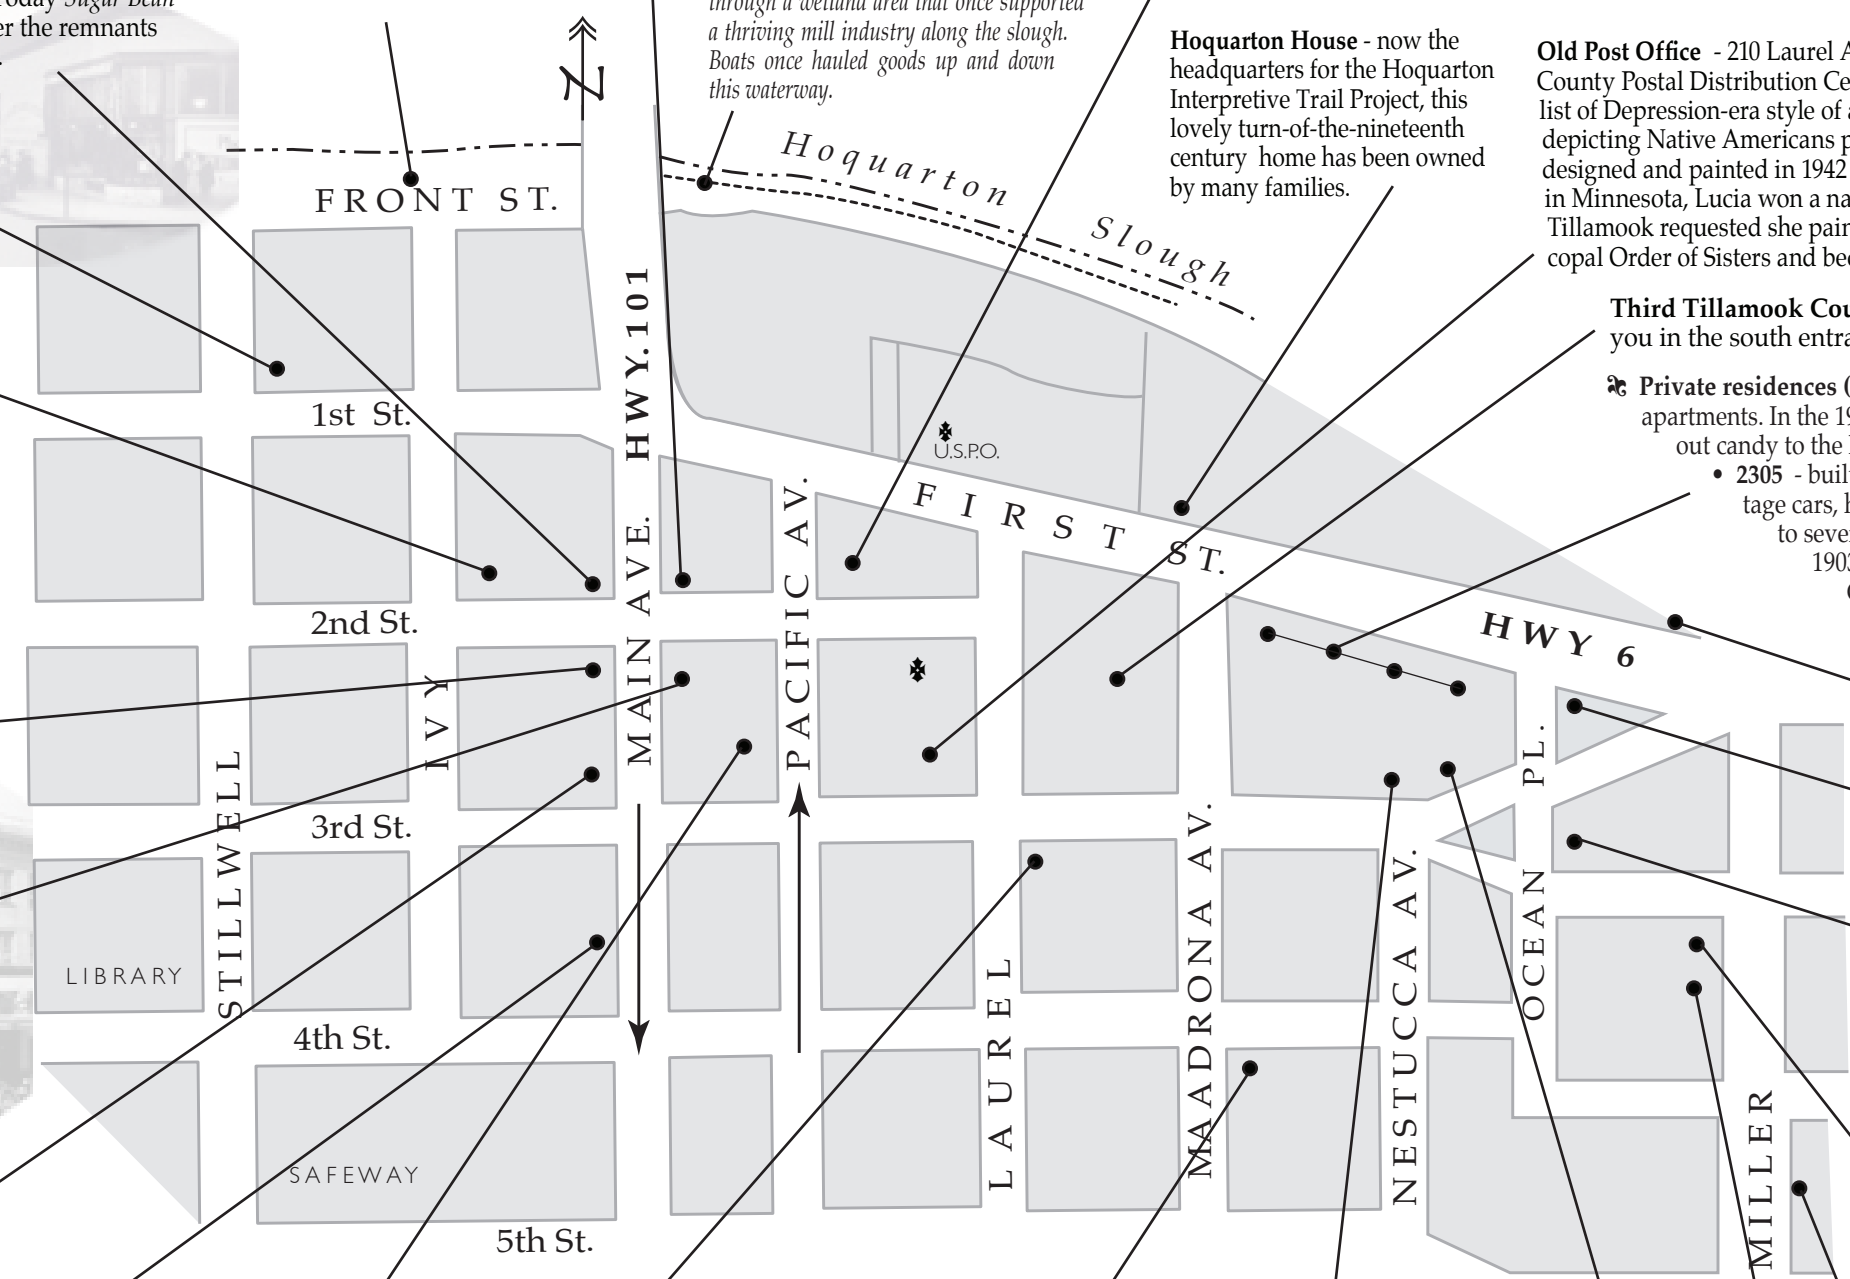 oday Sugar Bean
er the remnants
through a wetland area that once supported
a thriving mill industry along the slough.
Boats once hauled goods up and down
this waterway.
Hoquarton House - now the
headquarters for the Hoquarton
Interpretive Trail Project, this
lovely turn-of-the-nineteenth
century home has been owned
by many families.
Old Post Office - 210 Laurel A
County Postal Distribution Ce
list of Depression-era style of a
depicting Native Americans p
designed and painted in 1942
in Minnesota, Lucia won a na
Tillamook requested she pain
copal Order of Sisters and bec
Third Tillamook Cou
you in the south entra
Private residences (
apartments. In the 19
out candy to the
• 2305 - buil
tage cars, h
to seve
1903
N
Hoquarton Slough
FRONT ST.
1st St.
2nd St.
3rd St.
4th St.
5th St.
HWY.101
MAIN AVE.
PACIFIC AV.
U.S.P.O.
FIRST ST.
HWY 6
IVY
STILLWELL
LIBRARY
SAFEWAY
LAUREL
MAADRONA AV.
NESTUCCA AV.
OCEAN PL.
MILLER